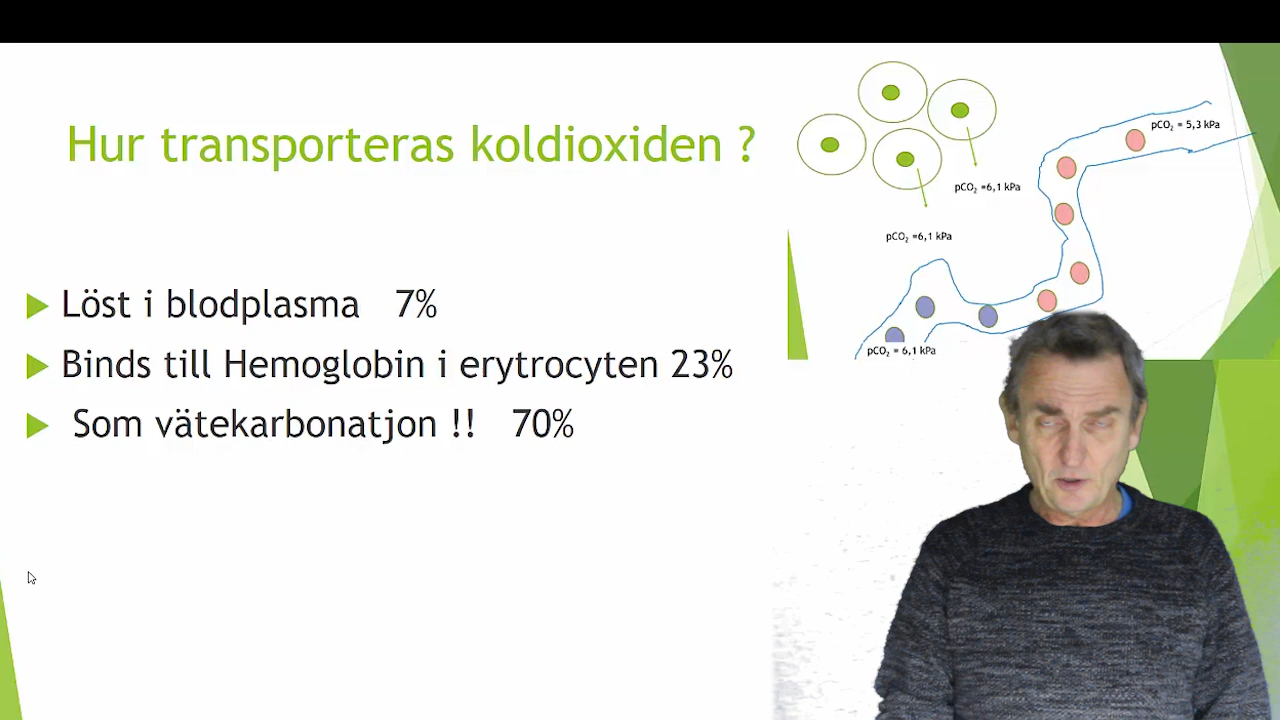 Hur transporteras koldioxiden ?
Löst i blodplasma 7%
Binds till Hemoglobin i erytrocyten 23%
Som vätekarbonatjon !! 70%
pCO₂ = 5,3 kPa
pCO₂ =6,1 kPa
pCO₂ =6,1 kPa
pCO₂ = 6,1 kPa